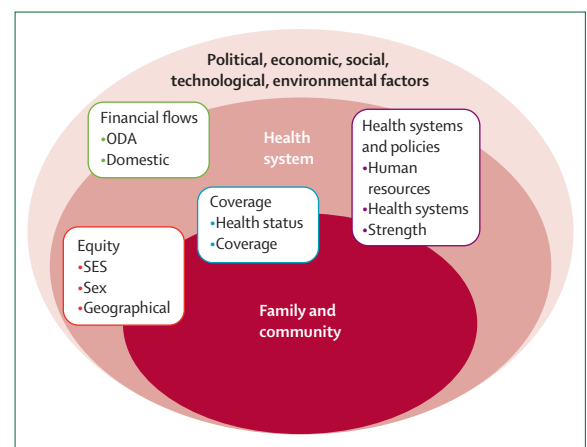 Political, economic, social,
technological, environmental factors
Financial flows
•ODA
•Domestic
Health
system
Health systems
and policies
•Human
resources
•Health systems
•Strength
Coverage
•Health status
•Coverage
Equity
•SES
•Sex
•Geographical
Family and
community